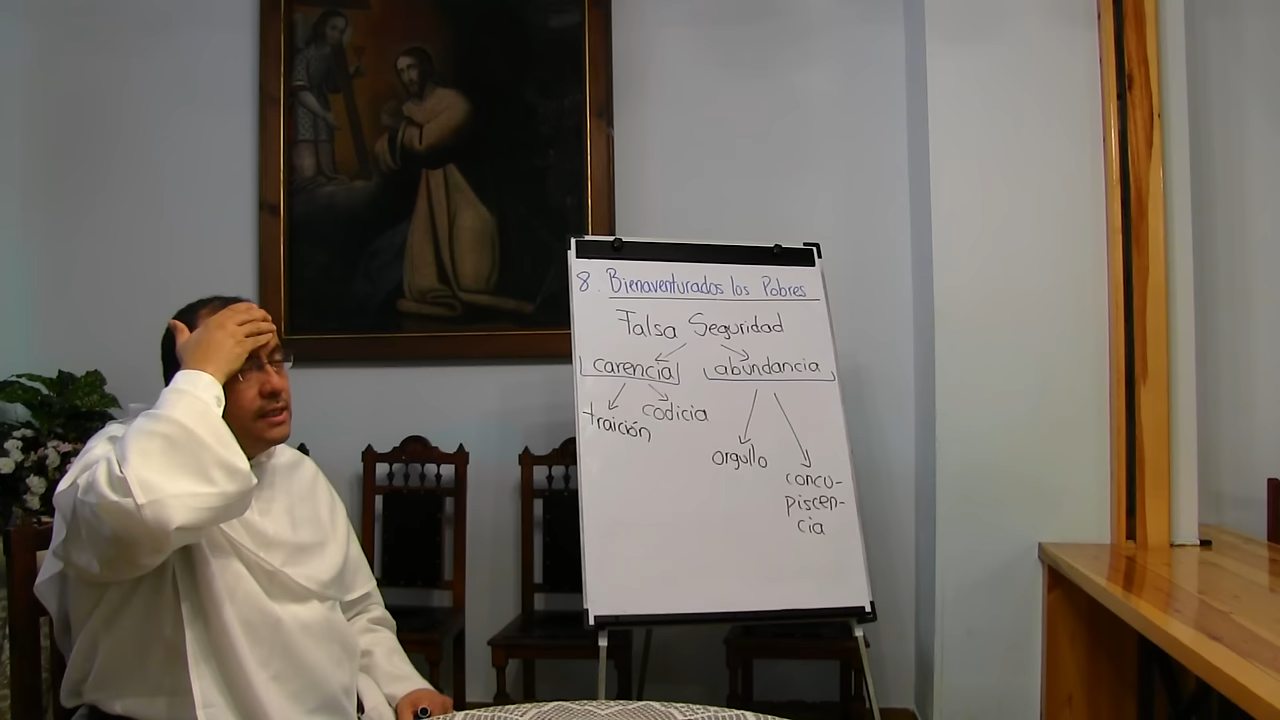 8. Bienaventurados los Pobres
Falsa Seguridad
carencia abundancia
traición codicia
orgullo
concu-
piscen-
cia